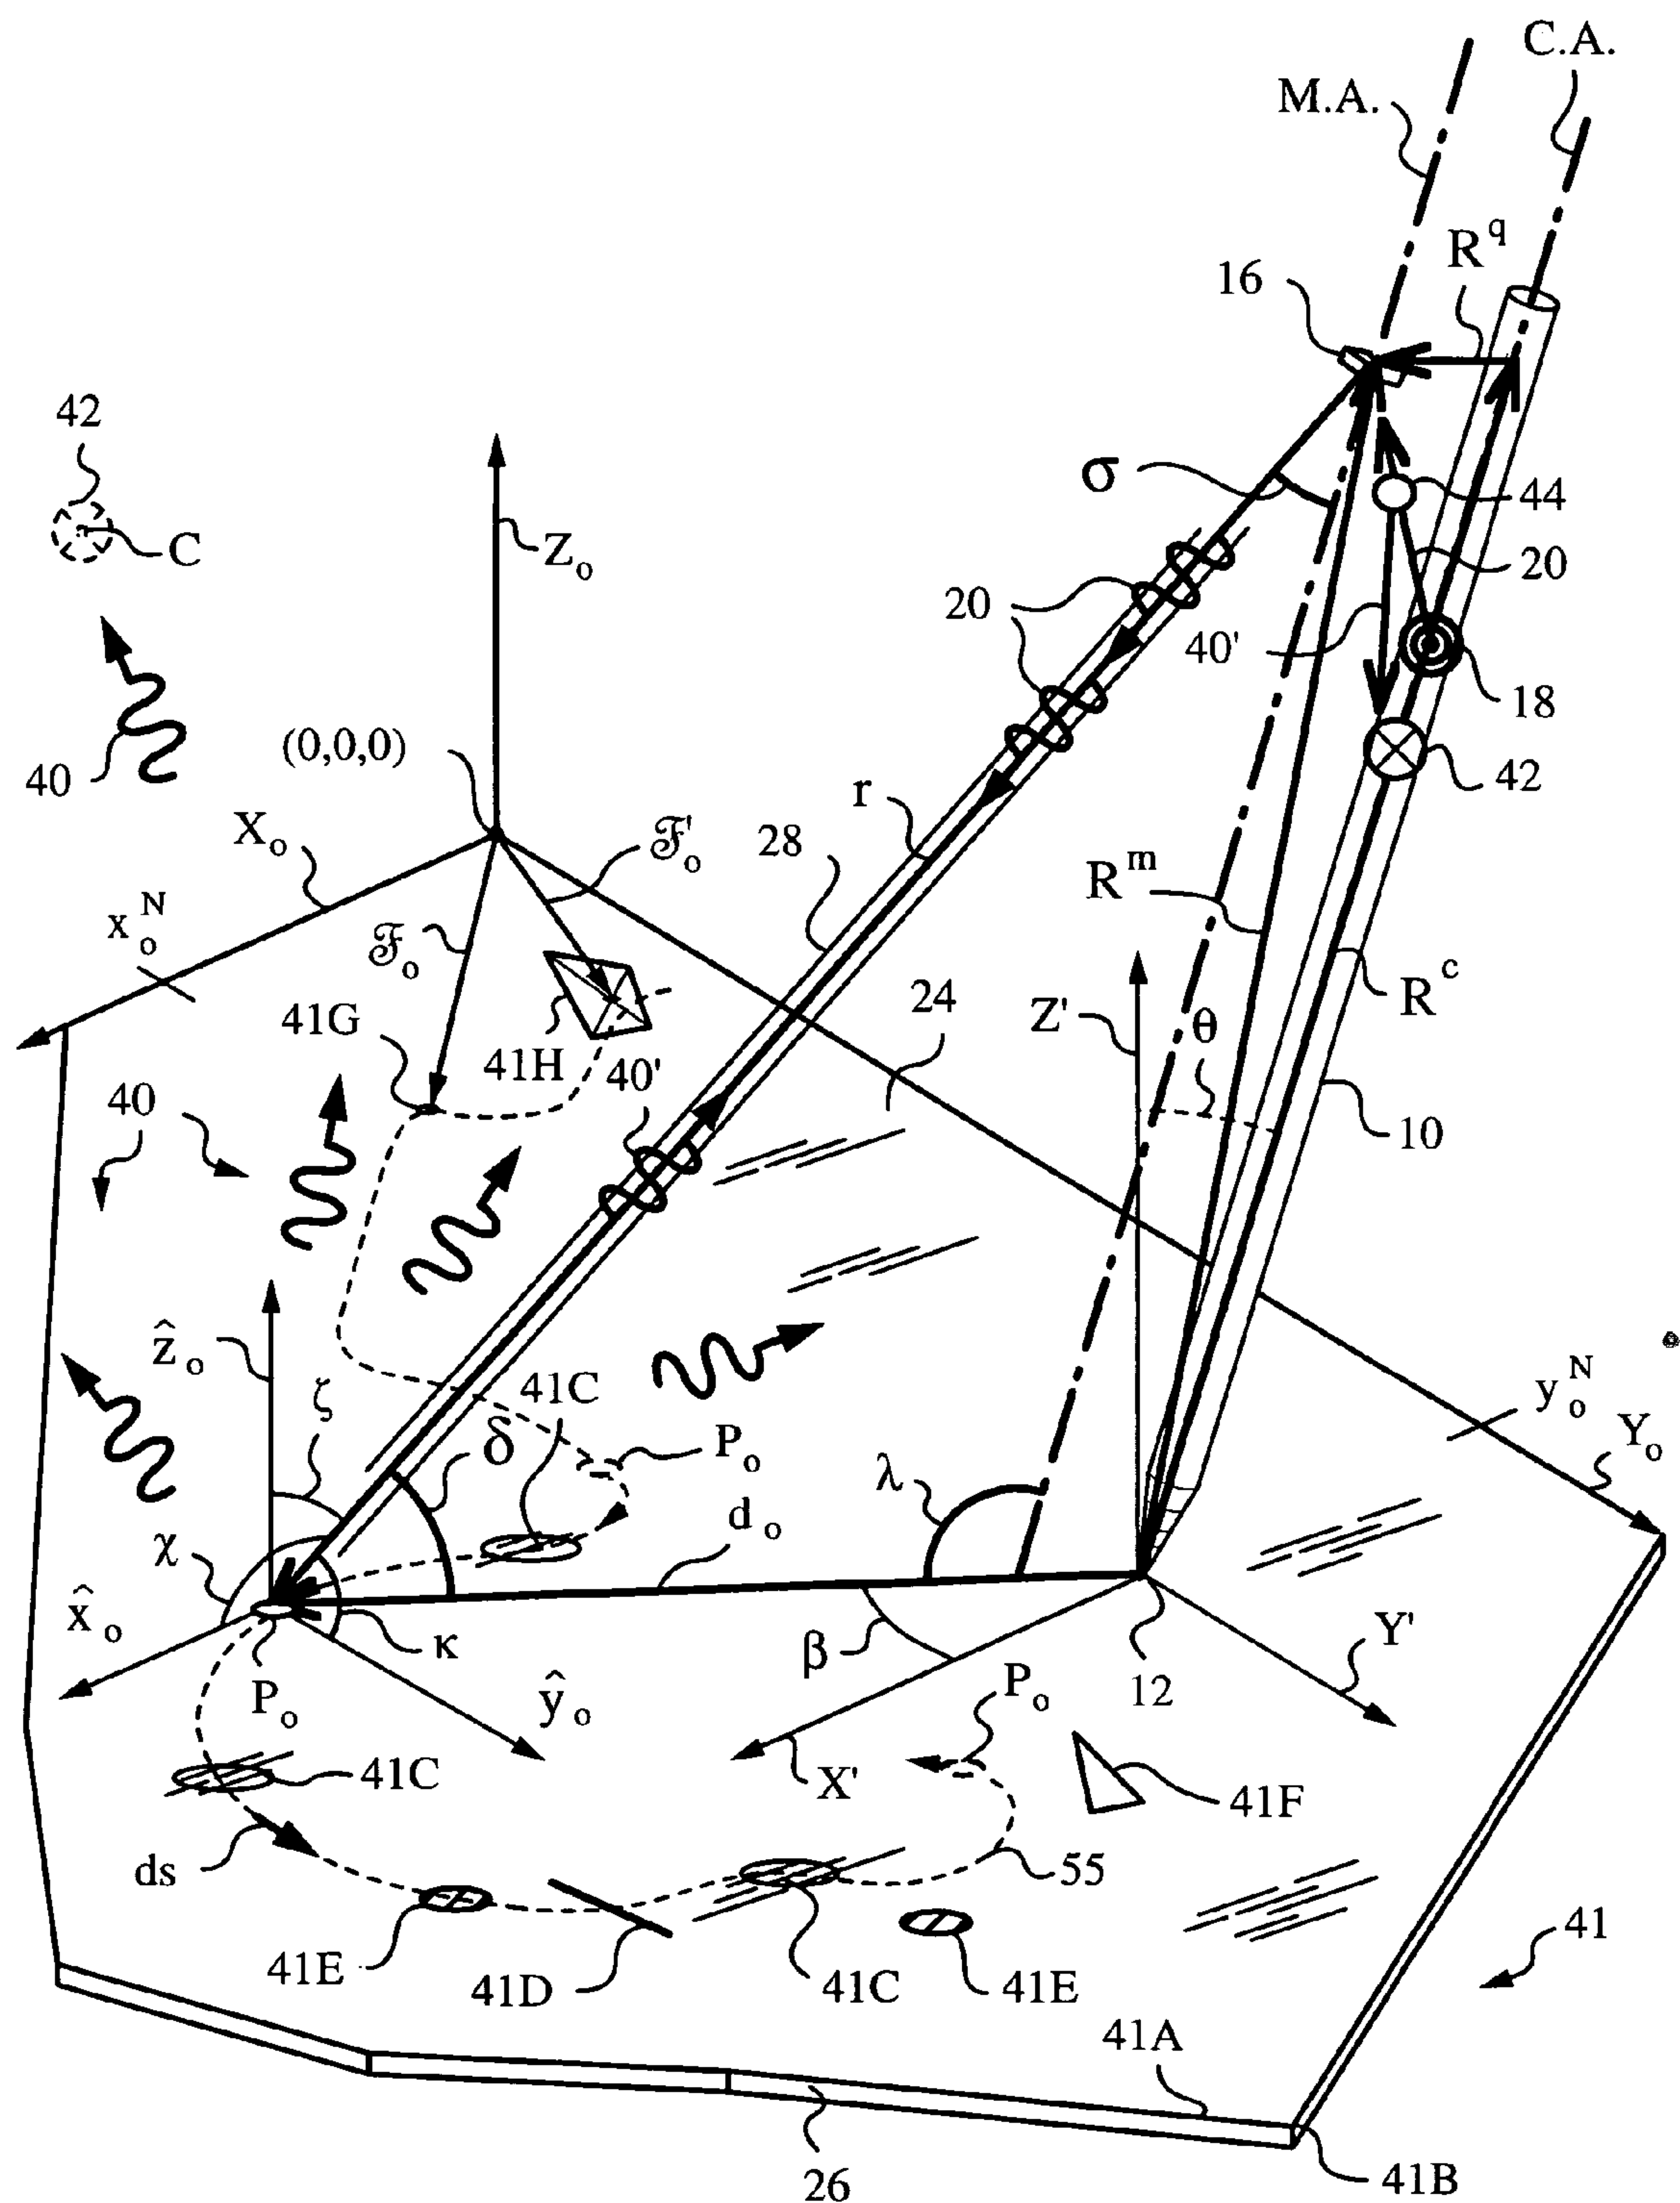 C.A.
M.A.
R^q
16
42
σ
44
C
Z_o
20
20
40'
18
(0,0,0)
42
40
r
X_o
ℱ'_o
28
R^m
x_o^N
ℱ_o
R^c
24
Z'
θ
41G
41H
40'
40
10
ẑ_o
ζ
41C
y_o^N
δ
P_o
Y_o
λ
d_o
χ
x̂_o
κ
β
Y'
P_o
12
P_o
ŷ_o
41C
X'
41F
ds
55
41E
41D
41C
41E
41
41A
26
41B